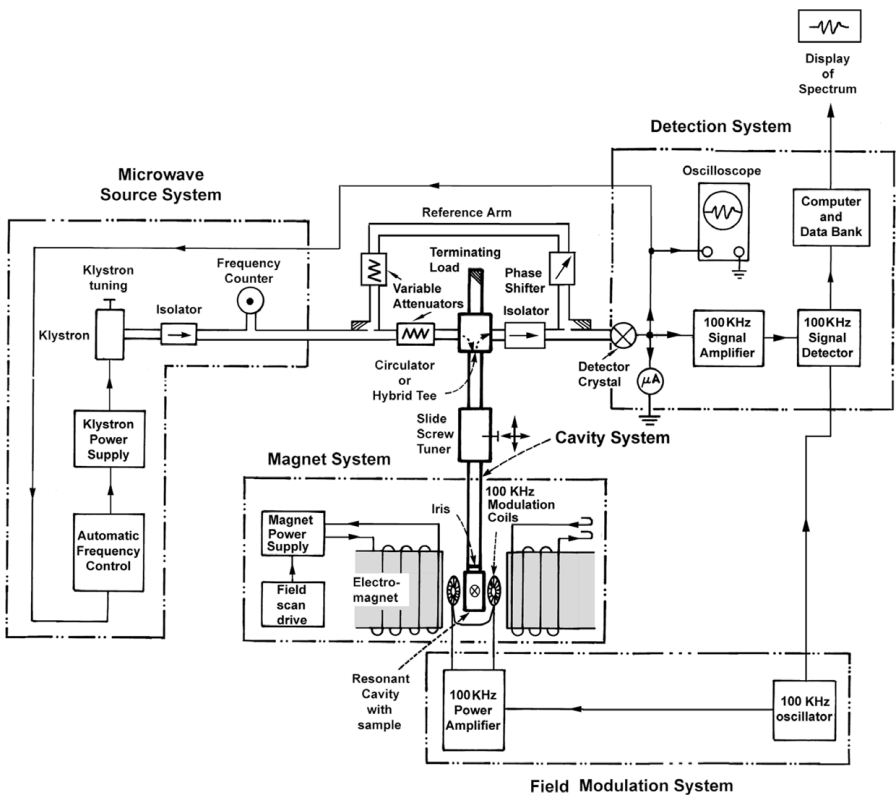 Display
of
Spectrum
Detection System
Microwave
Source System
Oscilloscope
Computer
and
Data Bank
Reference Arm
Klystron
tuning
Frequency
Counter
Terminating
Load
Variable
Attenuators
Phase
Shifter
Isolator
Isolator
Klystron
100KHz
Signal
Amplifier
100KHz
Signal
Detector
Circulator
or
Hybrid Tee
Detector
Crystal
μA
Klystron
Power
Supply
Slide
Screw
Tuner
Cavity System
Magnet System
100 KHz
Modulation
Coils
Iris
Automatic
Frequency
Control
Magnet
Power
Supply
Electro-
magnet
Field
scan
drive
Resonant
Cavity
with
sample
100KHz
Power
Amplifier
100 KHz
oscillator
Field Modulation System